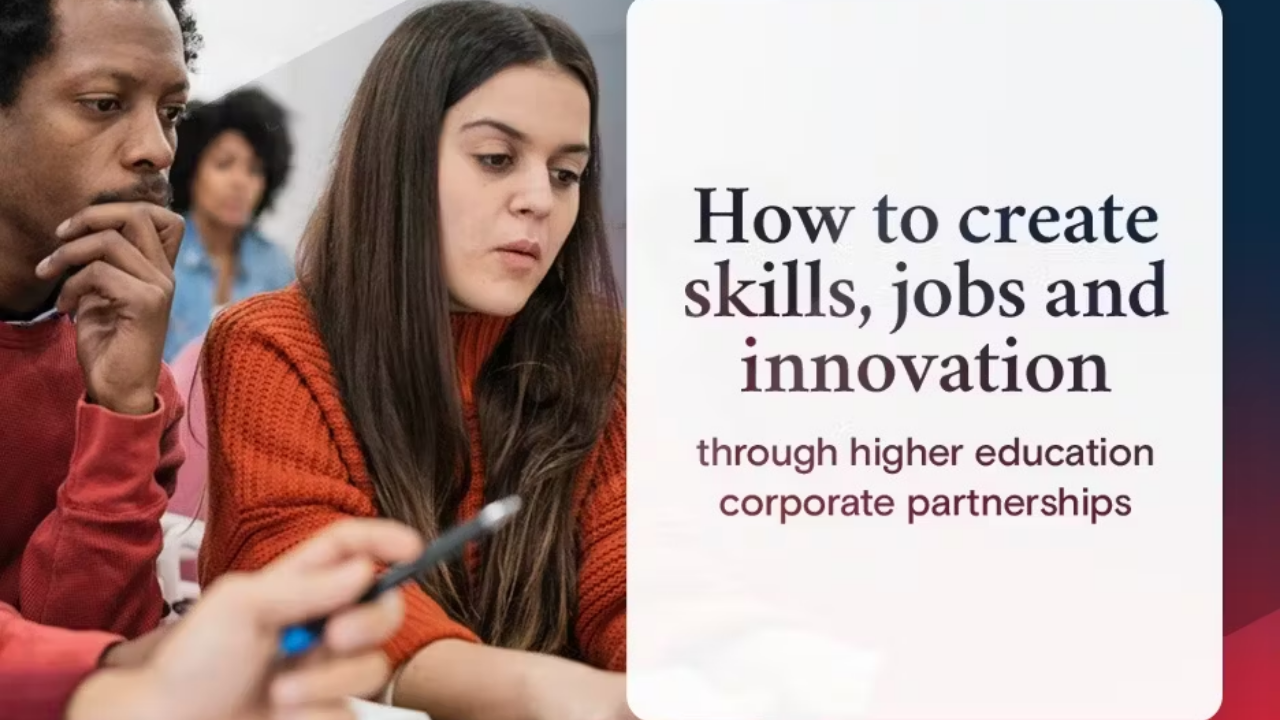 How to create
skills, jobs and
innovation
through higher education
corporate partnerships